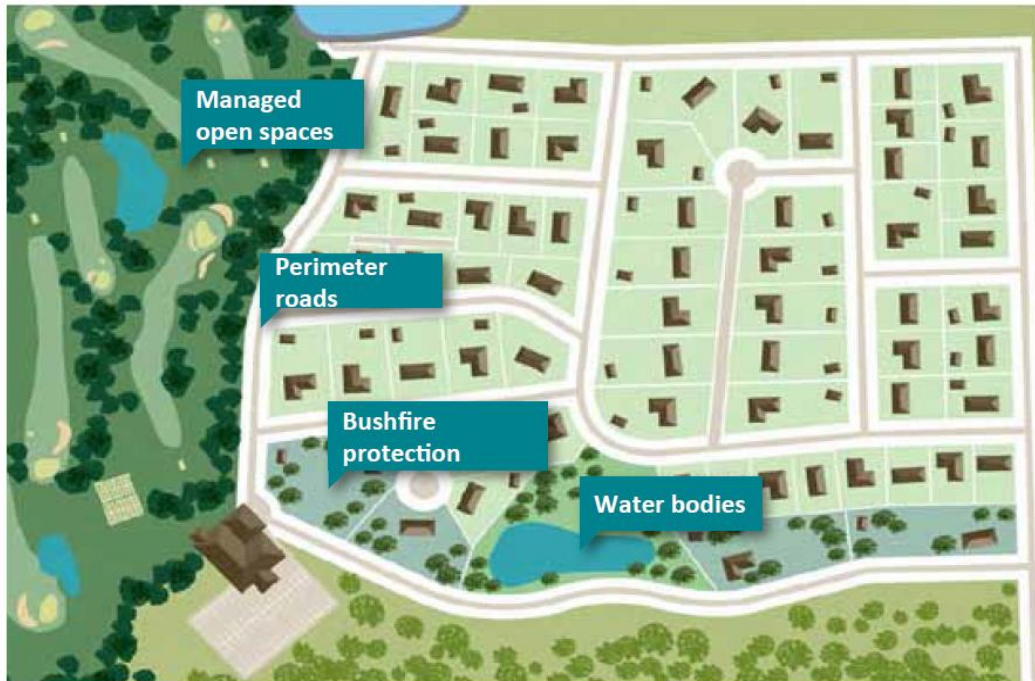 Managed
open spaces
Perimeter
roads
Bushfire
protection
Water bodies